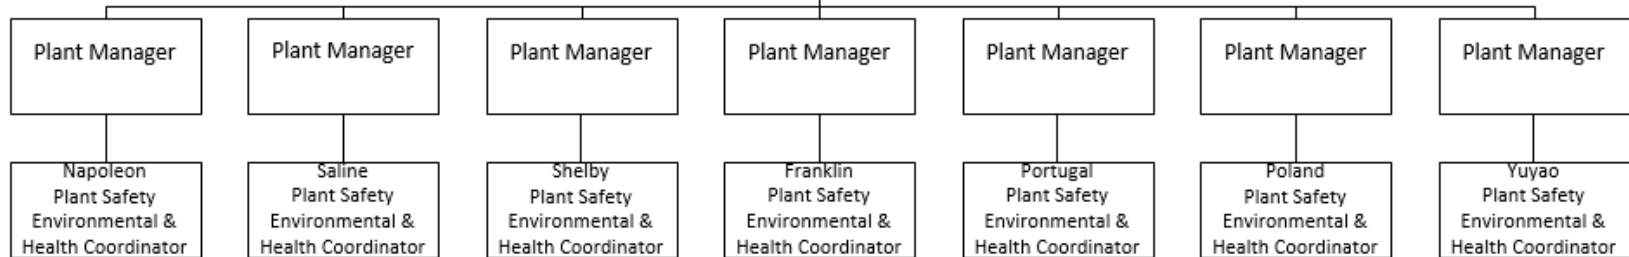 Plant Manager
Plant Manager
Plant Manager
Plant Manager
Plant Manager
Plant Manager
Plant Manager
Napoleon
Plant Safety
Environmental &
Health Coordinator
Saline
Plant Safety
Environmental &
Health Coordinator
Shelby
Plant Safety
Environmental &
Health Coordinator
Franklin
Plant Safety
Environmental &
Health Coordinator
Portugal
Plant Safety
Environmental &
Health Coordinator
Poland
Plant Safety
Environmental &
Health Coordinator
Yuyao
Plant Safety
Environmental &
Health Coordinator